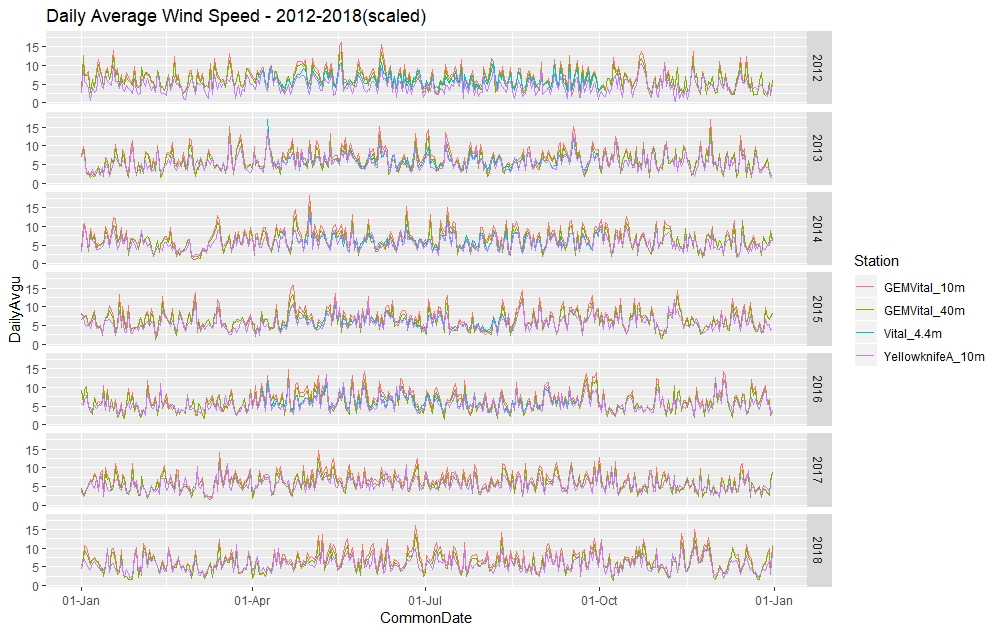 Daily Average Wind Speed - 2012-2018(scaled)
DailyAvgu
15
10
5
0
2012
15
10
5
0
2013
15
10
5
0
2014
15
10
5
0
2015
15
10
5
0
2016
15
10
5
0
2017
15
10
5
0
2018
01-Jan
01-Apr
01-Jul
01-Oct
01-Jan
CommonDate
Station
GEMVital_10m
GEMVital_40m
Vital_4.4m
YellowknifeA_10m